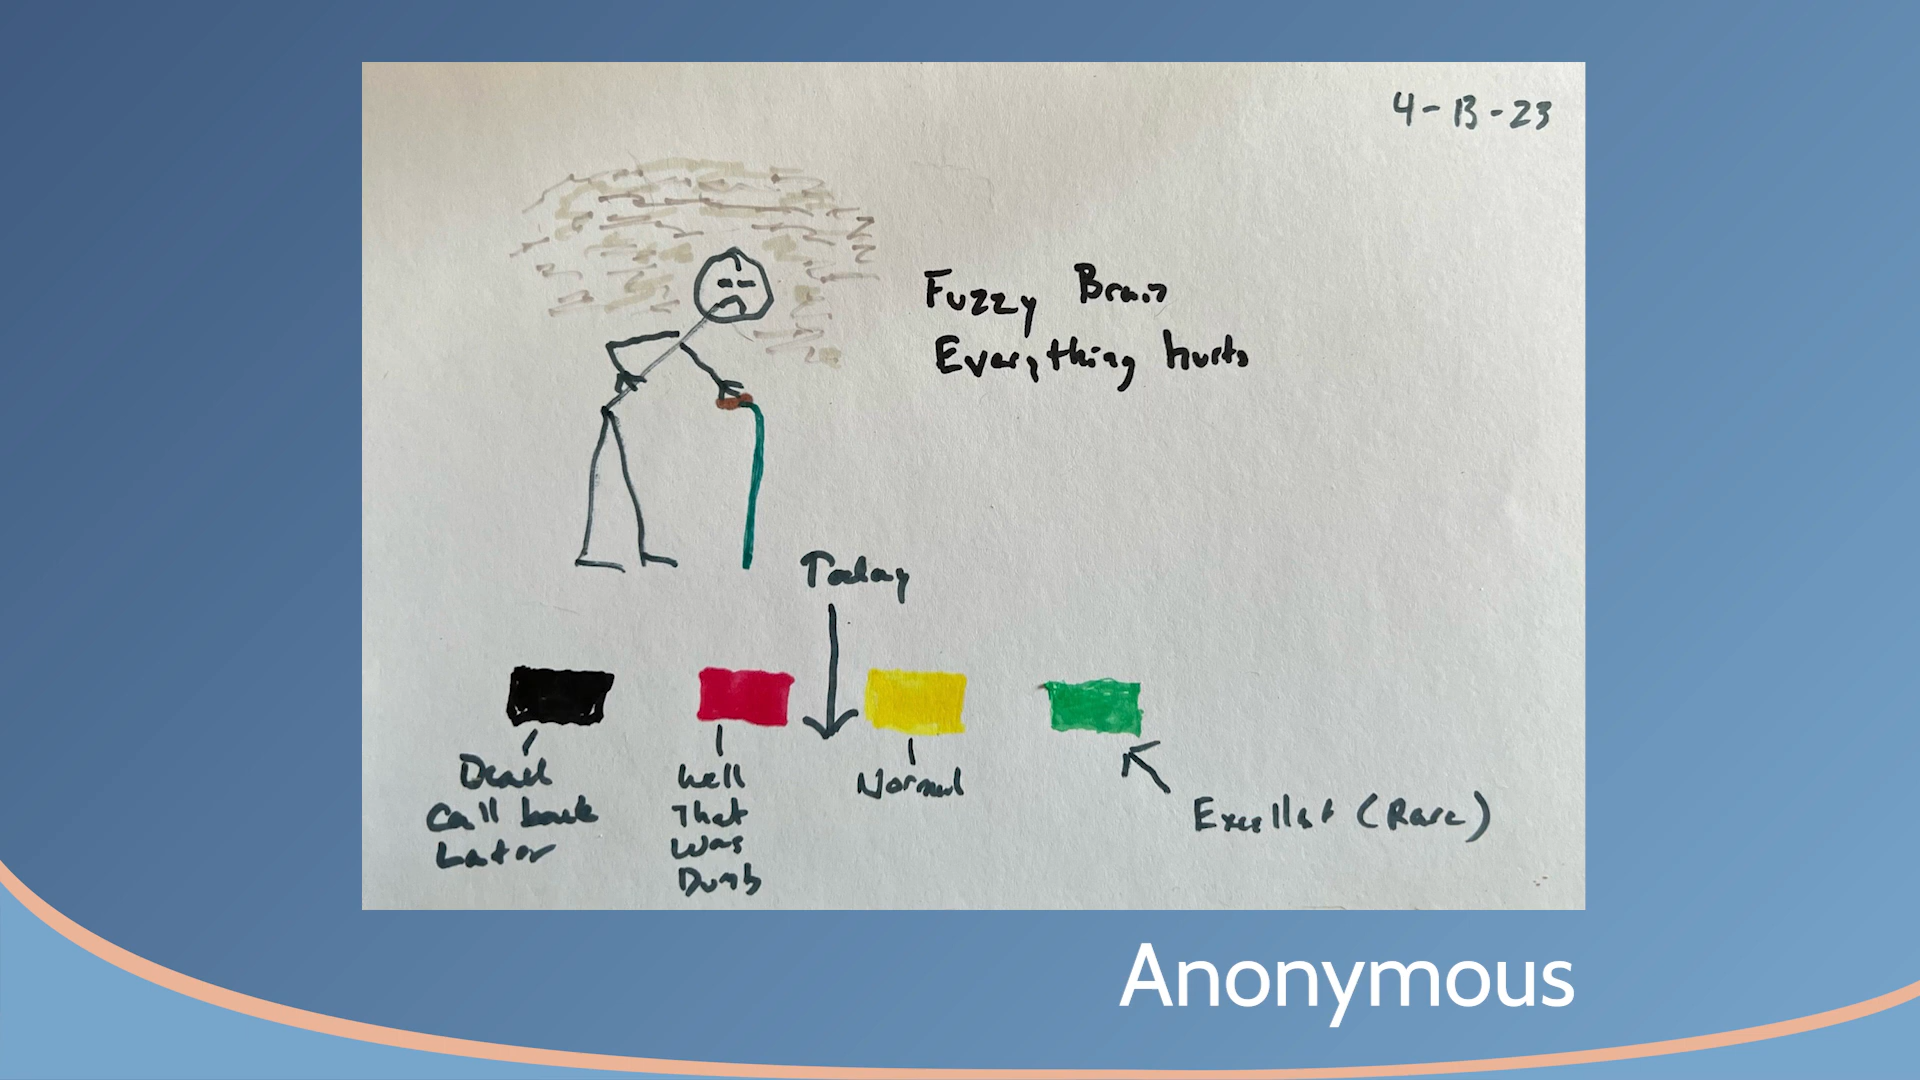 4-13-23
Fuzzy Brain
Everything hurts
Today
Dead
Call back
Later
Well
That
Was
Dumb
Normal
Excellent (Rare)
Anonymous